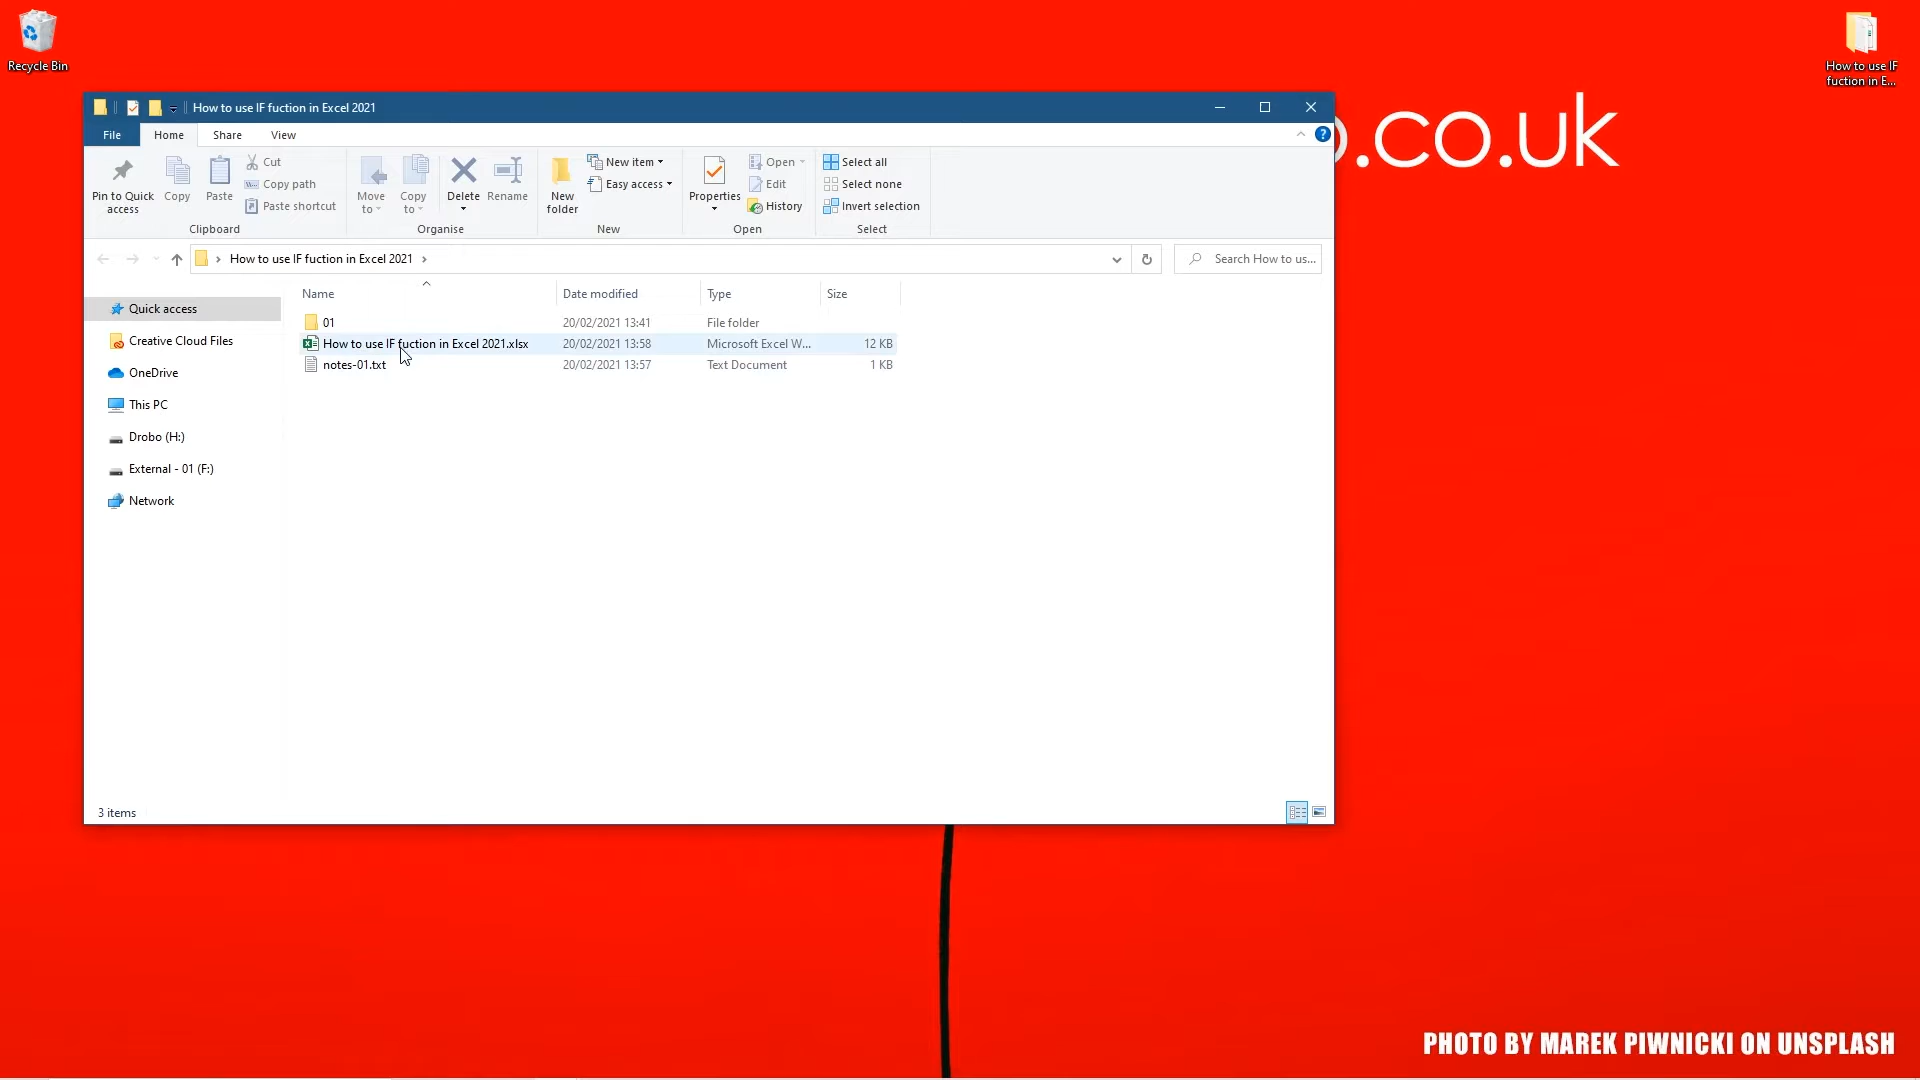 Recycle Bin
How to use IF
fuction in E...
.co.uk
How to use IF fuction in Excel 2021
File
Home
Share
View
Pin to Quick
access
Copy
Paste
Cut
Copy path
Paste shortcut
Clipboard
Move
to
Copy
to
Delete
Rename
Organise
New
folder
New item
Easy access
New
Properties
Open
Edit
History
Open
Select all
Select none
Invert selection
Select
How to use IF fuction in Excel 2021
Search How to us...
Quick access
Creative Cloud Files
OneDrive
This PC
Drobo (H:)
External - 01 (F:)
Network
Name Date modified Type Size
01 20/02/2021 13:41 File folder
How to use IF fuction in Excel 2021.xlsx 20/02/2021 13:58 Microsoft Excel W... 12 KB
notes-01.txt 20/02/2021 13:57 Text Document 1 KB
3 items
PHOTO BY MAREK PIWNICKI ON UNSPLASH